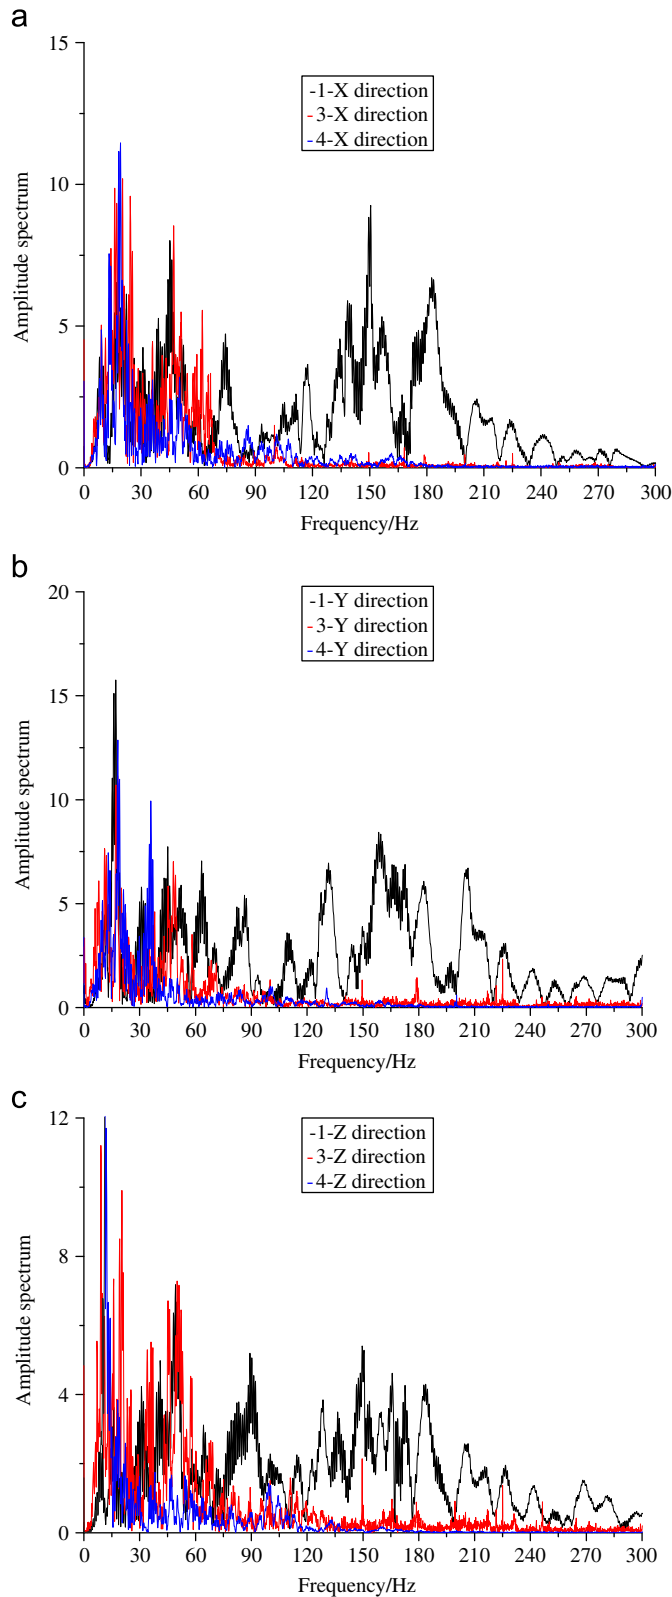 a
15
10
5
0
Amplitude spectrum
-1-X direction
-3-X direction
-4-X direction
0 30 60 90 120 150 180 210 240 270 300
Frequency/Hz
b
20
15
10
5
0
Amplitude spectrum
-1-Y direction
-3-Y direction
-4-Y direction
0 30 60 90 120 150 180 210 240 270 300
Frequency/Hz
c
12
8
4
0
Amplitude spectrum
-1-Z direction
-3-Z direction
-4-Z direction
0 30 60 90 120 150 180 210 240 270 300
Frequency/Hz